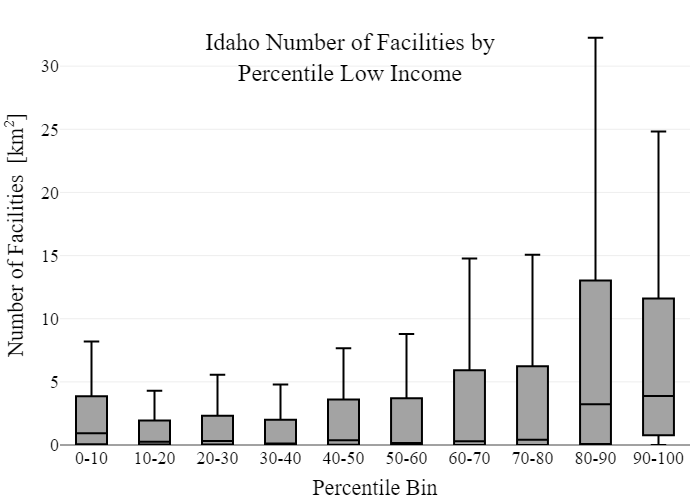 Idaho Number of Facilities by
Percentile Low Income
Number of Facilities [km²]
30
25
20
15
10
5
0
0-10 10-20 20-30 30-40 40-50 50-60 60-70 70-80 80-90 90-100
Percentile Bin